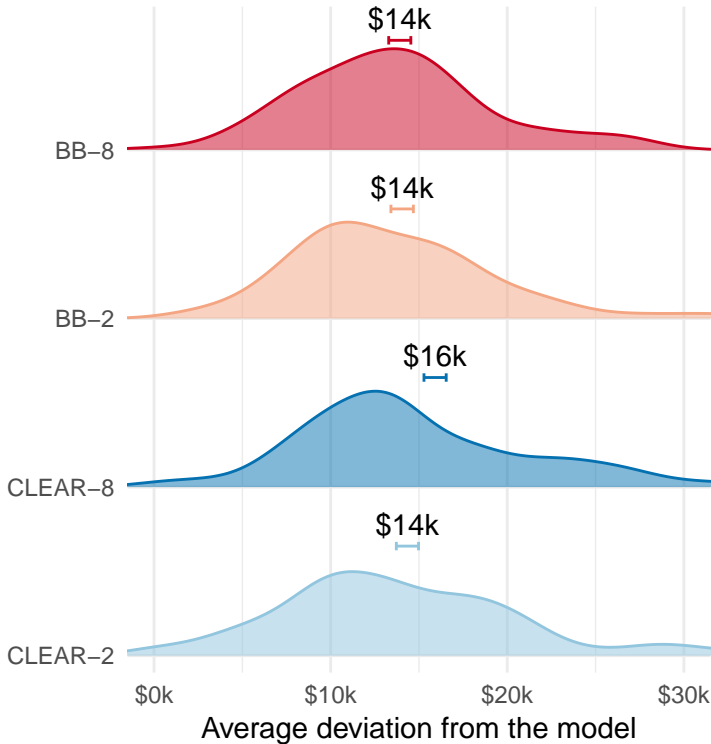 $14k
BB−8
$14k
BB−2
$16k
CLEAR−8
$14k
CLEAR−2
$0k $10k $20k $30k
Average deviation from the model